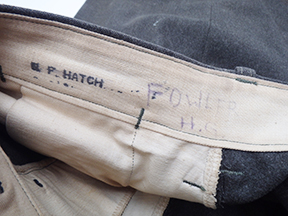 E. P. HATCH
FOWLER
H.G.